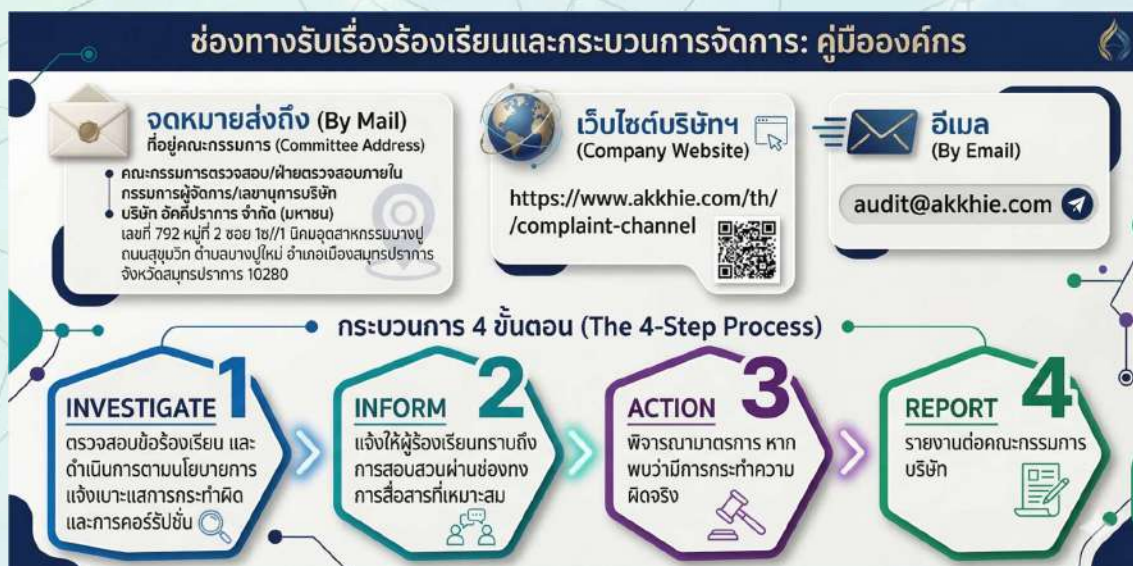 ช่องทางรับเรื่องร้องเรียนและกระบวนการจัดการ: คู่มือองค์กร
จดหมายส่งถึง (By Mail)
ที่อยู่คณะกรรมการ (Committee Address)
• คณะกรรมการตรวจสอบ/ฝ่ายตรวจสอบภายใน
กรรมการผู้จัดการ/เลขานุการบริษัท
• บริษัท อัคคีปราการ จำกัด (มหาชน)
เลขที่ 792 หมู่ที่ 2 ซอย 1ซ//1 นิคมอุตสาหกรรมบางปู
ถนนสุขุมวิท ตำบลบางปูใหม่ อำเภอเมืองสมุทรปราการ
จังหวัดสมุทรปราการ 10280
เว็บไซต์บริษัทฯ
(Company Website)
https://www.akkhie.com/th/
/complaint-channel
อีเมล
(By Email)
audit@akkhie.com
กระบวนการ 4 ขั้นตอน (The 4-Step Process)
1
INVESTIGATE
ตรวจสอบข้อร้องเรียน และ
ดำเนินการตามนโยบายการ
แจ้งเบาะแสการกระทำผิด
และการคอร์รัปชั่น
2
INFORM
แจ้งให้ผู้ร้องเรียนทราบถึง
การสอบสวนผ่านช่องทง
การสื่อสารที่เหมาะสม
3
ACTION
พิจารณามาตรการ หาก
พบว่ามีการกระทำความ
ผิดจริง
4
REPORT
รายงานต่อคณะกรรมการ
บริษัท